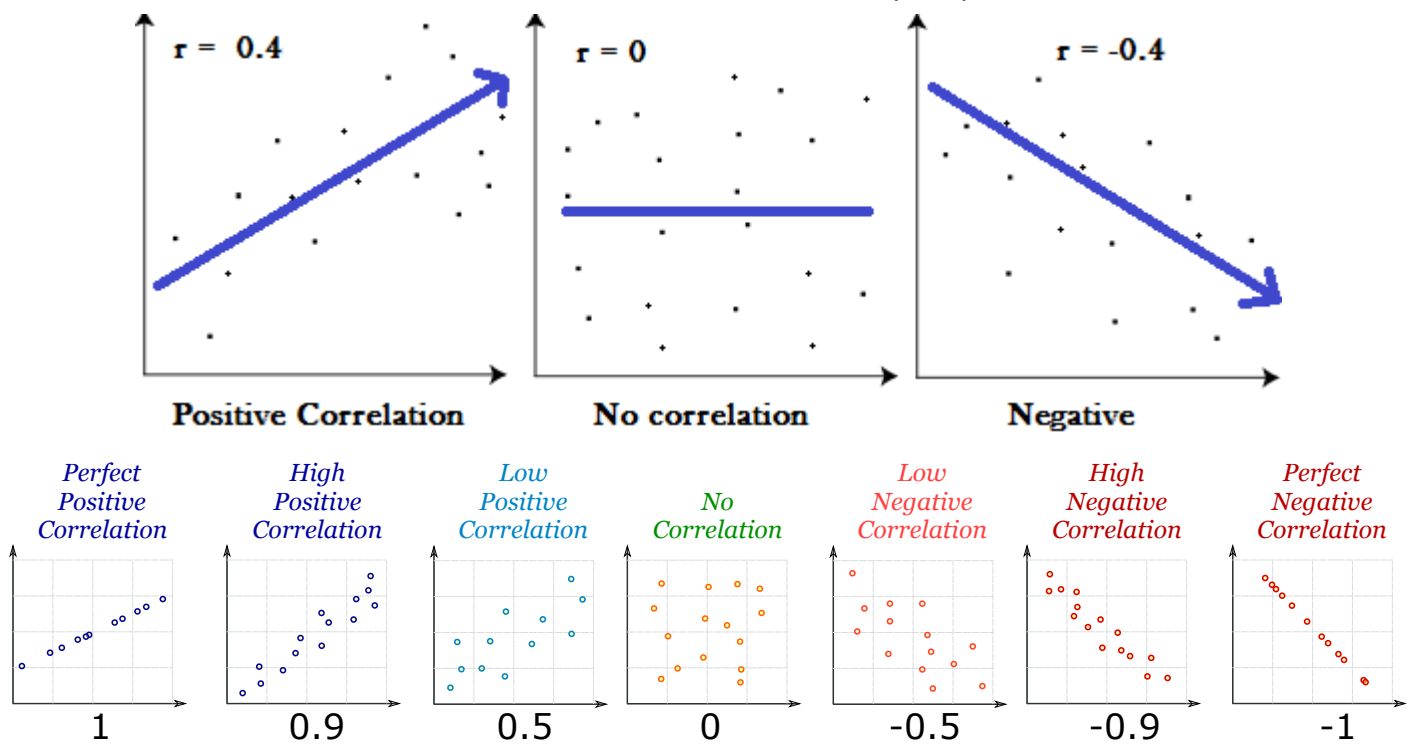 r = 0.4
r = 0
r = -0.4
Positive Correlation
No correlation
Negative
Perfect
Positive
Correlation
High
Positive
Correlation
Low
Positive
Correlation
No
Correlation
Low
Negative
Correlation
High
Negative
Correlation
Perfect
Negative
Correlation
1
0.9
0.5
0
-0.5
-0.9
-1